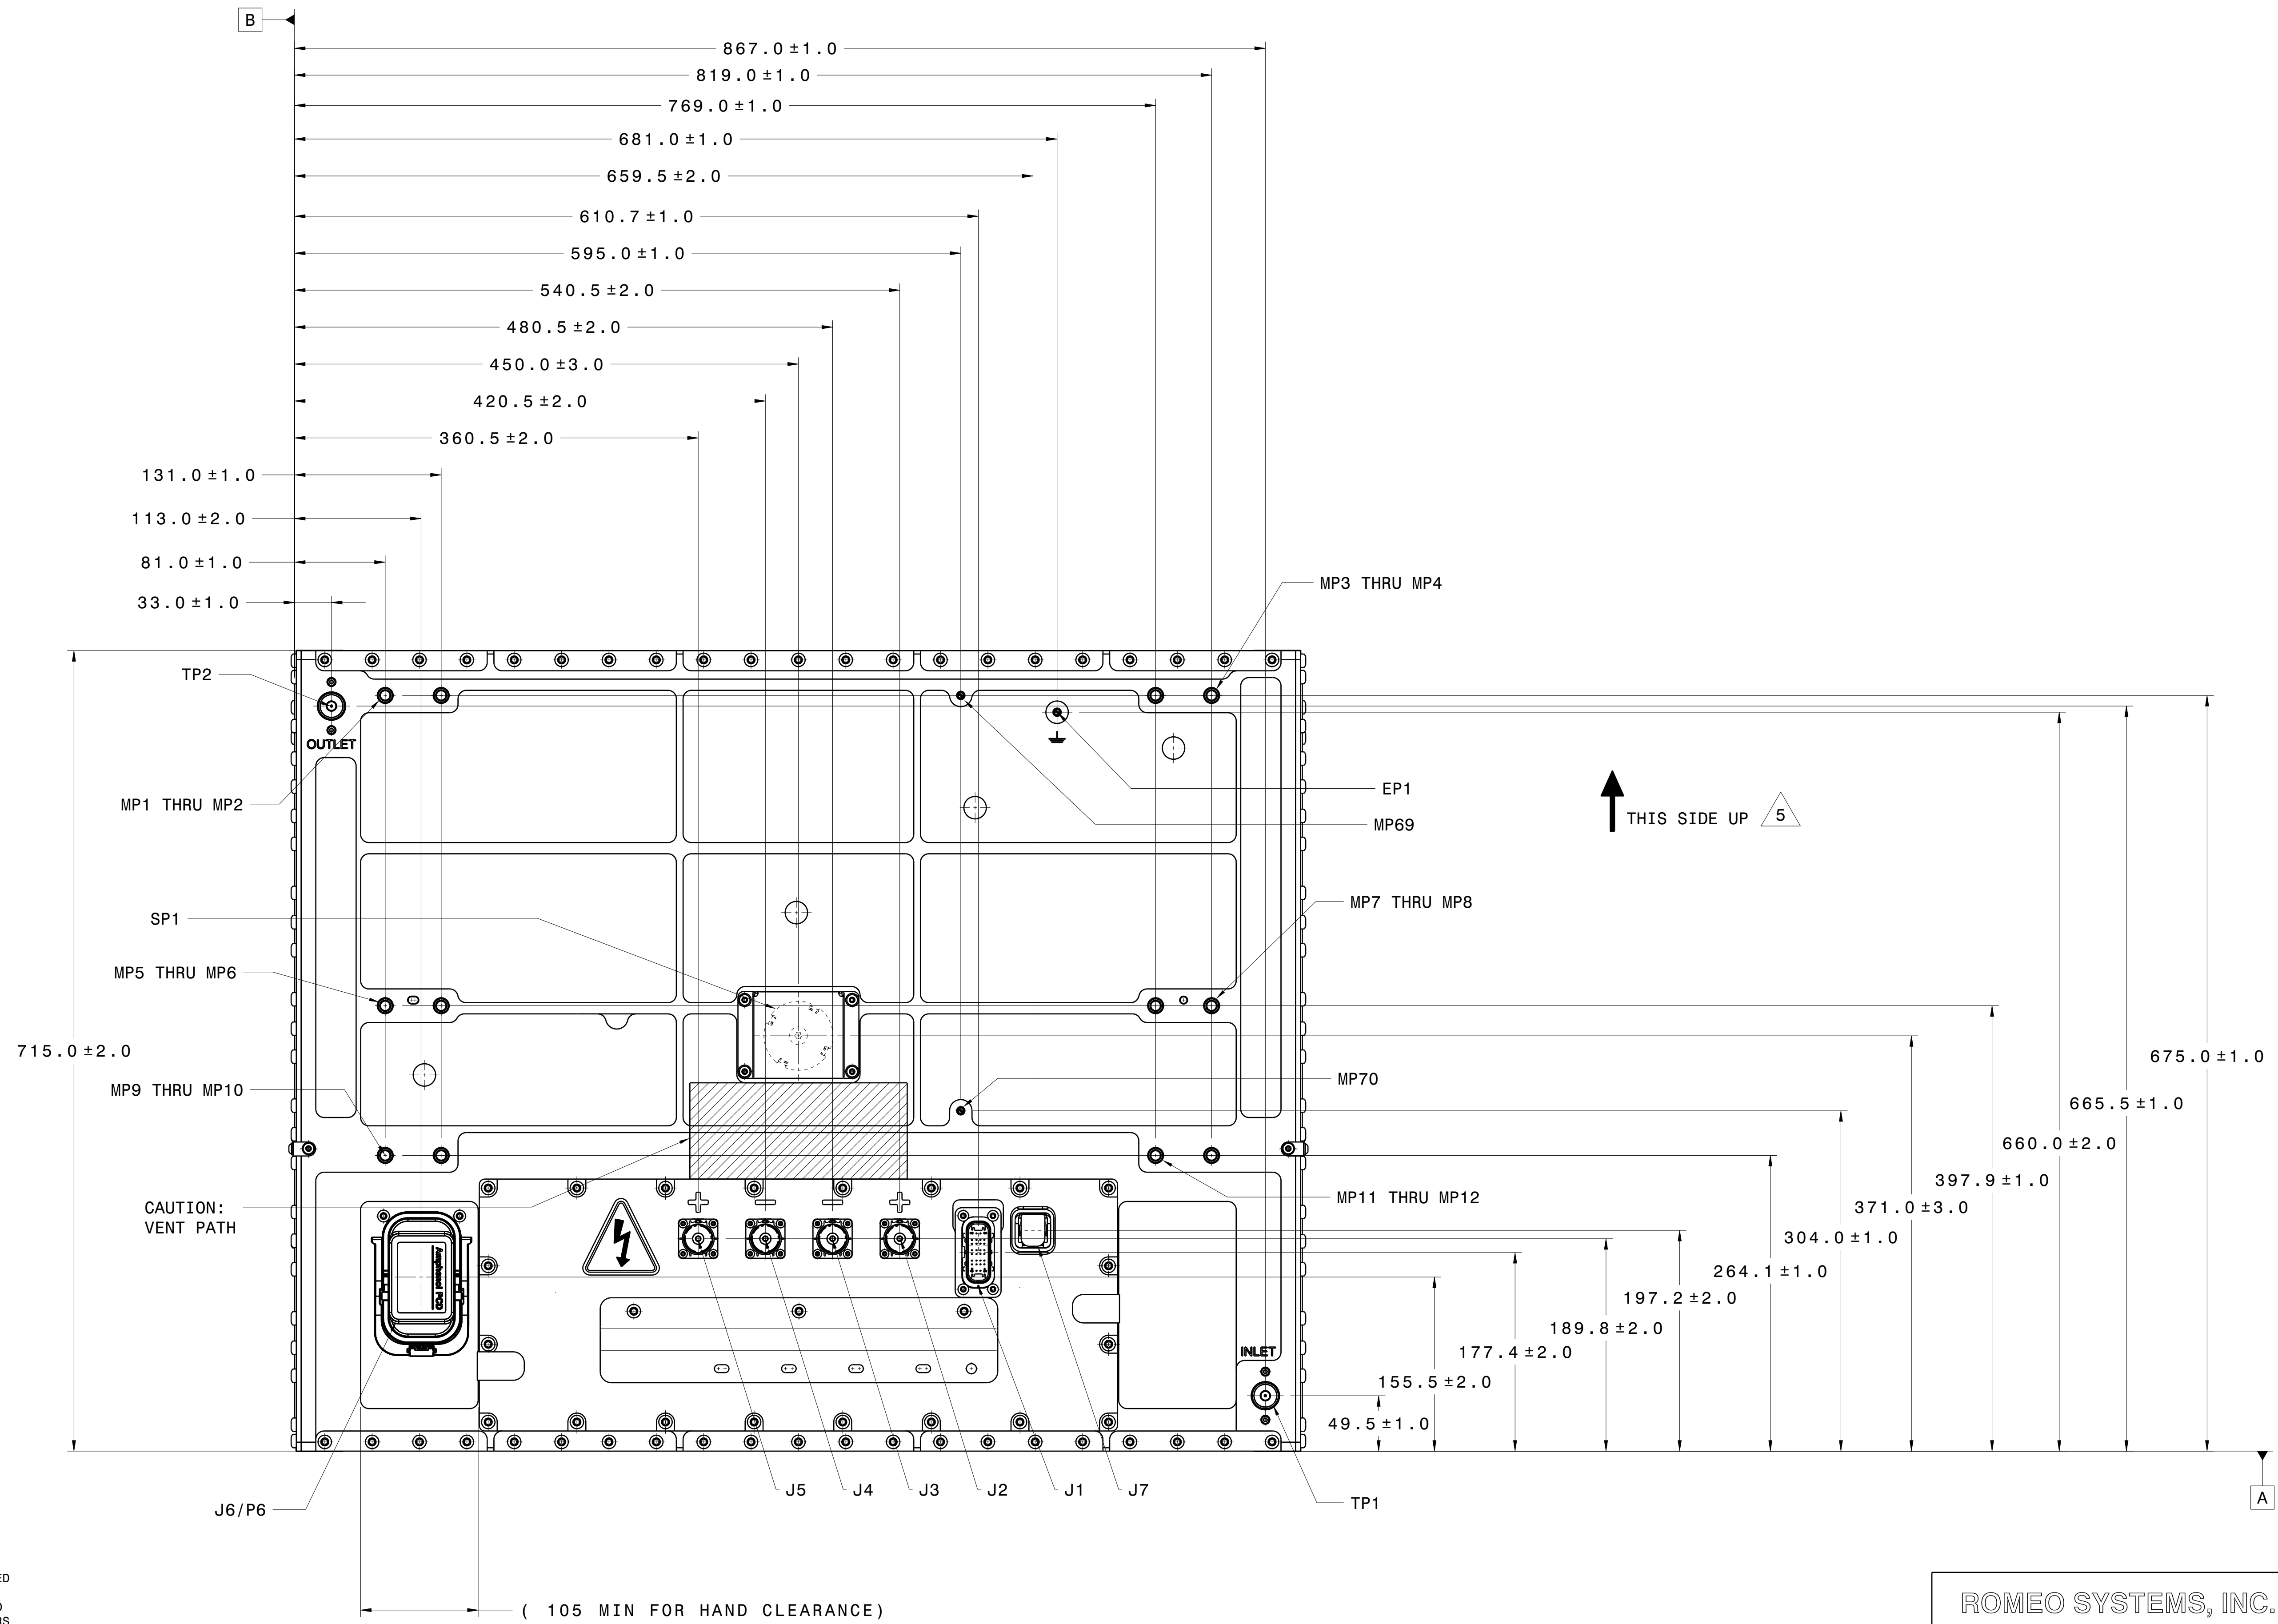 B
867.0±1.0
819.0±1.0
769.0±1.0
681.0±1.0
659.5±2.0
610.7±1.0
595.0±1.0
540.5±2.0
480.5±2.0
450.0±3.0
420.5±2.0
360.5±2.0
131.0±1.0
113.0±2.0
81.0±1.0
33.0±1.0
MP3 THRU MP4
TP2
OUTLET
MP1 THRU MP2
EP1
MP69
THIS SIDE UP 5
SP1
MP7 THRU MP8
MP5 THRU MP6
715.0±2.0
675.0±1.0
MP9 THRU MP10
MP70
665.5±1.0
660.0±2.0
397.9±1.0
MP11 THRU MP12
CAUTION:
VENT PATH
371.0±3.0
304.0±1.0
264.1±1.0
Amphenol PCD
+ − − +
197.2±2.0
189.8±2.0
177.4±2.0
INLET
155.5±2.0
49.5±1.0
J5
J4
J3
J2
J1
J7
TP1
J6/P6
A
ED
RS
( 105 MIN FOR HAND CLEARANCE)
ROMEO SYSTEMS, INC.